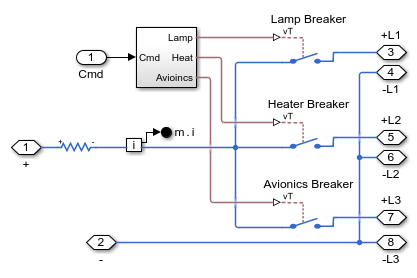 Lamp Breaker
+L1
vT
Lamp
3
1
Cmd
Heat
4
Cmd
Avioincs
-L1
Heater Breaker
+L2
vT
m.i
5
1
+
-
i
6
+
-L2
Avionics Breaker
+L3
vT
7
2
8
-
-L3